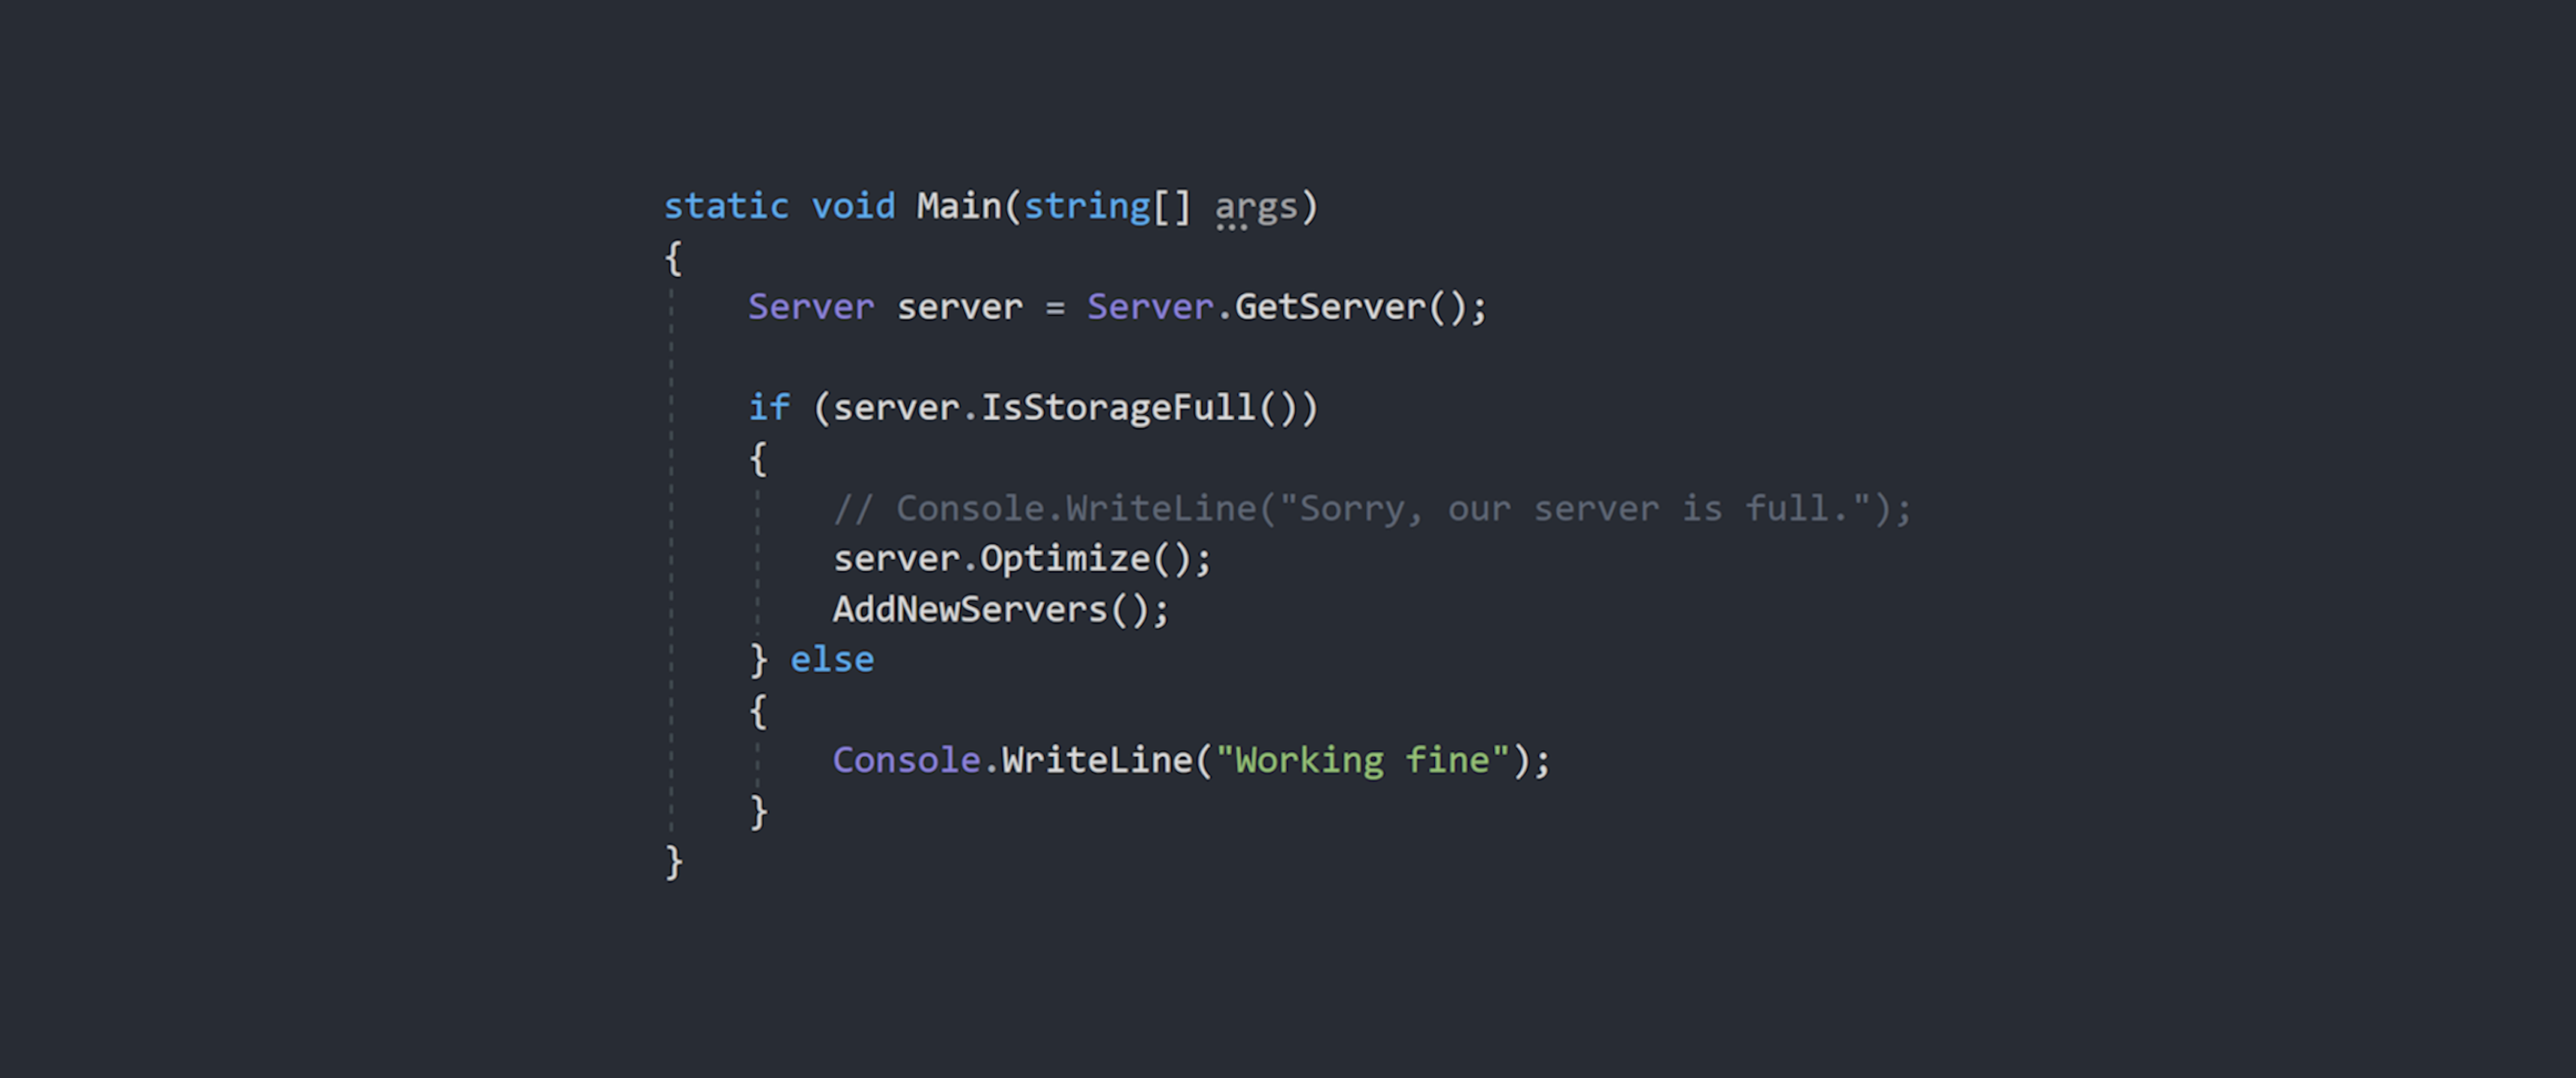 static void Main(string[] args)
{
    Server server = Server.GetServer();

    if (server.IsStorageFull())
    {
        // Console.WriteLine("Sorry, our server is full.");
        server.Optimize();
        AddNewServers();
    } else
    {
        Console.WriteLine("Working fine");
    }
}